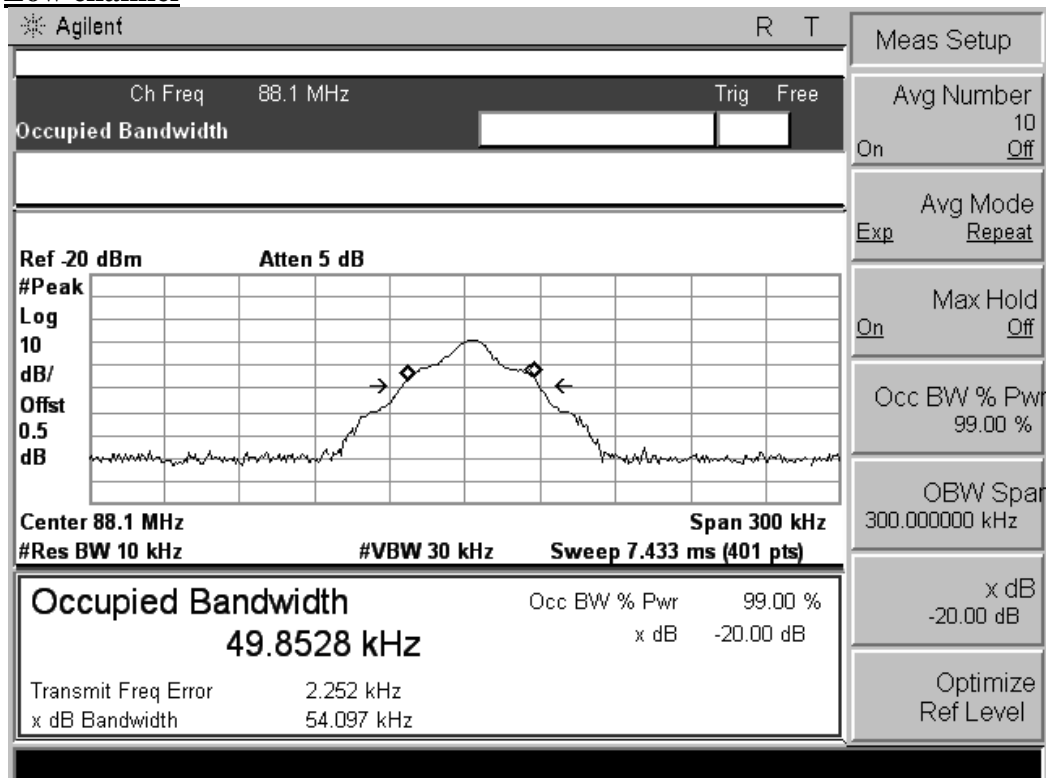 Agilent R T
Ch Freq 88.1 MHz Trig Free
Occupied Bandwidth
Ref -20 dBm Atten 5 dB
#Peak
Log
10
dB/
Offst
0.5
dB
Center 88.1 MHz Span 300 kHz
#Res BW 10 kHz #VBW 30 kHz Sweep 7.433 ms (401 pts)
Occupied Bandwidth Occ BW % Pwr 99.00 %
49.8528 kHz x dB -20.00 dB
Transmit Freq Error 2.252 kHz
x dB Bandwidth 54.097 kHz
Meas Setup
Avg Number
10
On Off
Avg Mode
Exp Repeat
Max Hold
On Off
Occ BW % Pwr
99.00 %
OBW Span
300.000000 kHz
x dB
-20.00 dB
Optimize
Ref Level